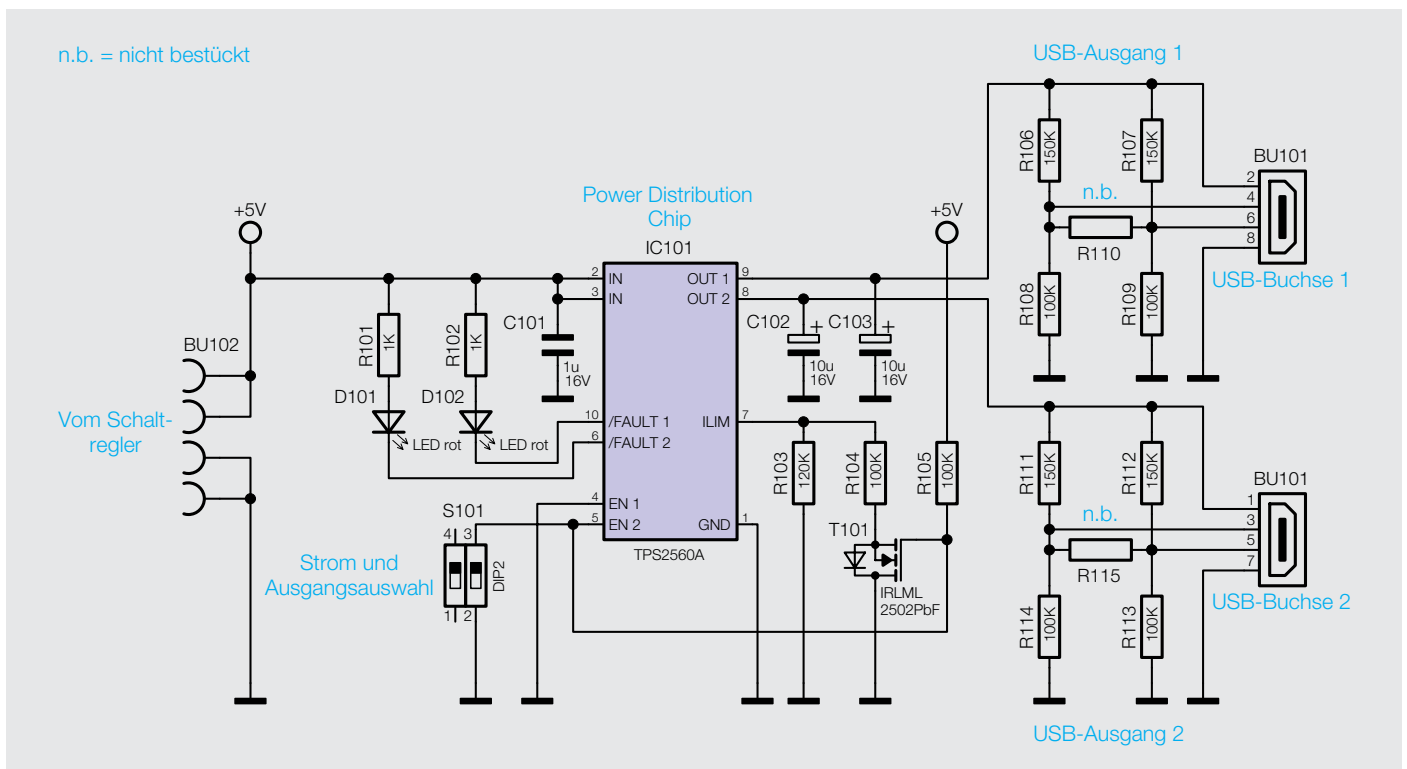 n.b. = nicht bestückt
USB-Ausgang 1
R106
150K
R107
150K
BU101
2
4
6
8
n.b.
R110
R108
100K
R109
100K
USB-Buchse 1
+5V
Power Distribution
Chip
IC101
+5V
2
IN
3
IN
OUT 1
9
OUT 2
8
R101
1K
R102
1K
C101
1u
16V
C102
+
10u
16V
C103
+
10u
16V
BU102
Vom Schalt-
regler
D101
LED rot
D102
LED rot
10
/FAULT 1
6
/FAULT 2
ILIM
7
R103
120K
R104
100K
R105
100K
4
EN 1
5
EN 2
GND
1
TPS2560A
S101
4
3
1
2
DIP2
Strom und
Ausgangsauswahl
T101
IRLML
2502PbF
R111
150K
R112
150K
BU101
1
3
5
7
n.b.
R115
R114
100K
R113
100K
USB-Buchse 2
USB-Ausgang 2